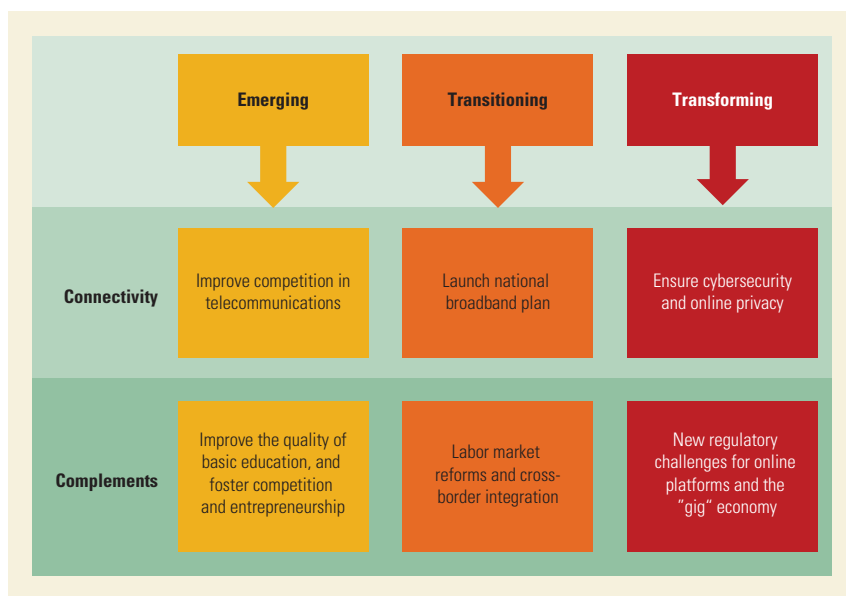 Emerging
Transitioning
Transforming
Connectivity
Improve competition in
telecommunications
Launch national
broadband plan
Ensure cybersecurity
and online privacy
Complements
Improve the quality of
basic education, and
foster competition
and entrepreneurship
Labor market
reforms and cross-
border integration
New regulatory
challenges for online
platforms and the
“gig“ economy